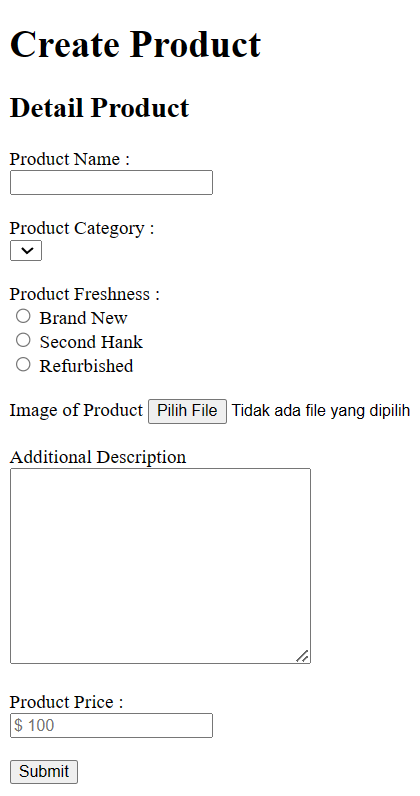 Create Product
Detail Product
Product Name :
Product Category :
Product Freshness :
Brand New
Second Hank
Refurbished
Image of Product Pilih File Tidak ada file yang dipilih
Additional Description
Product Price :
$ 100
Submit